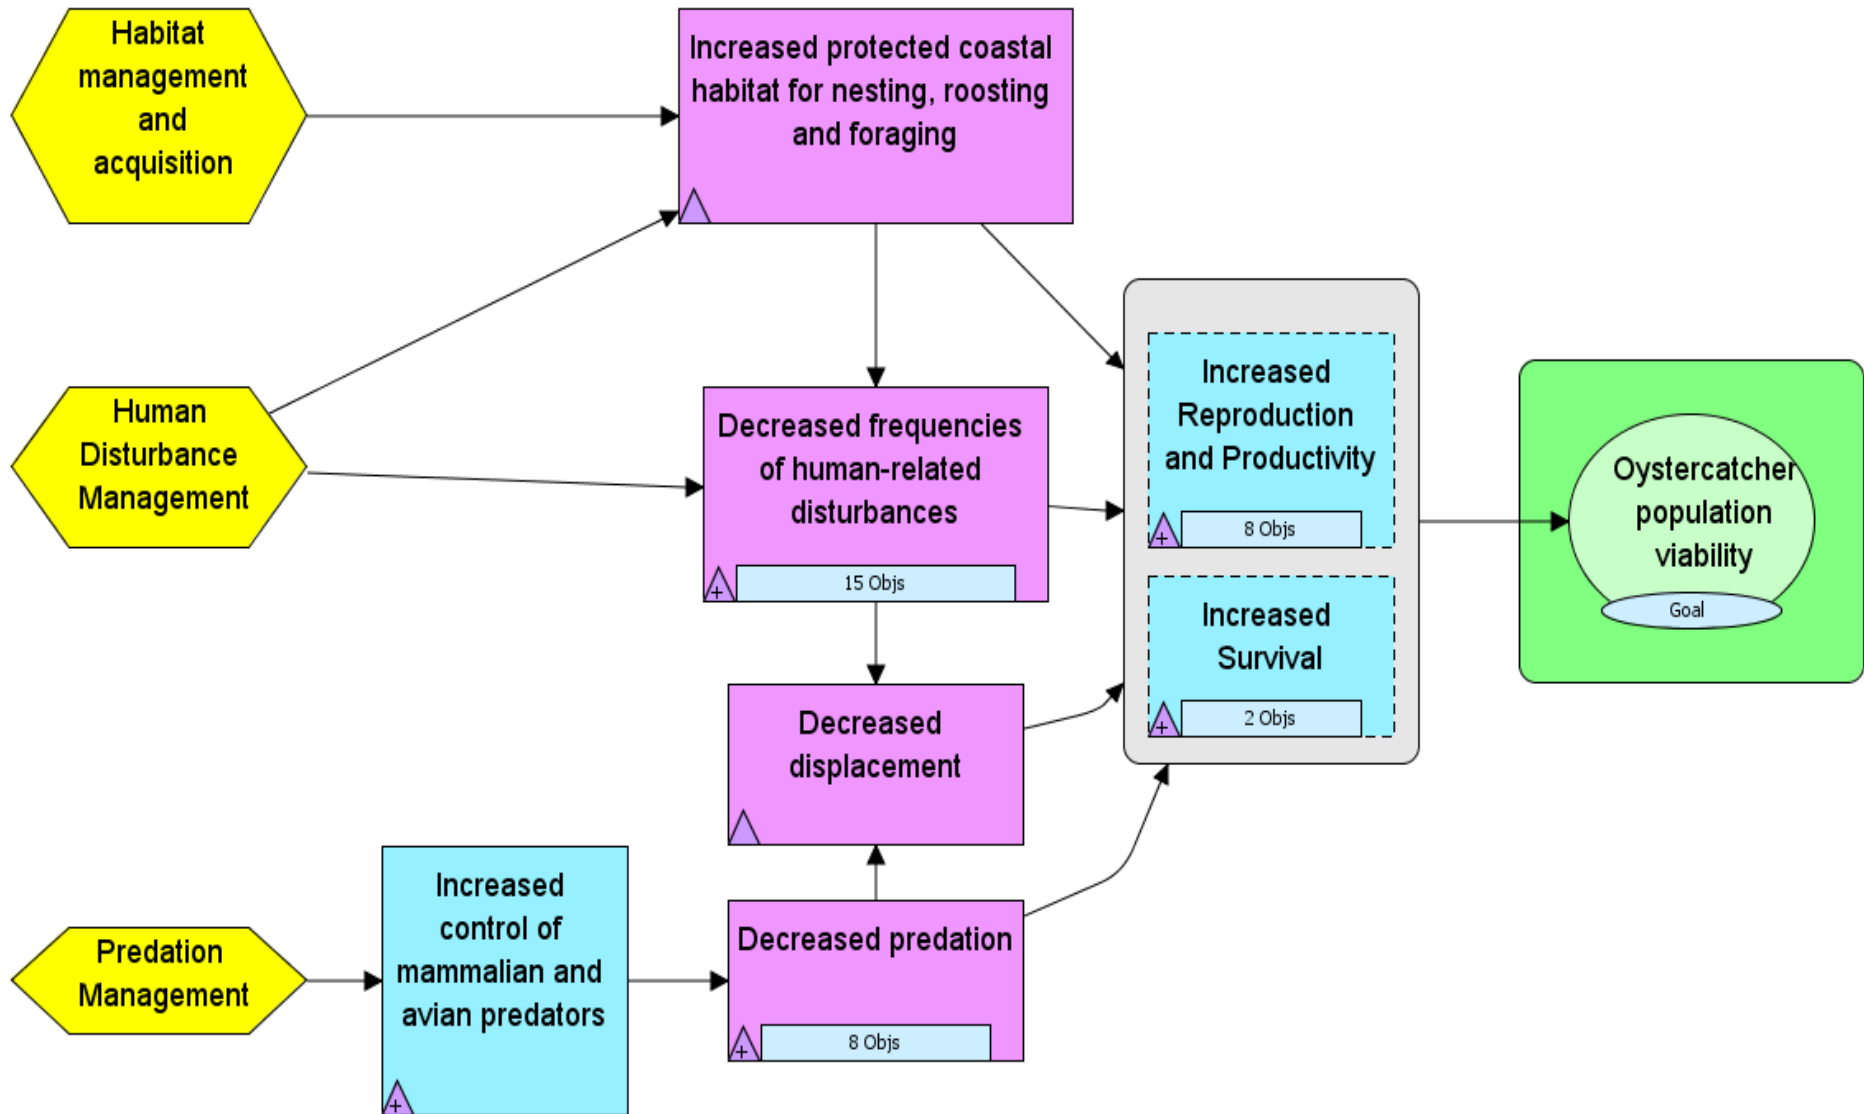 Habitat
management
and
acquisition
Increased protected coastal
habitat for nesting, roosting
and foraging
Human
Disturbance
Management
Decreased frequencies
of human-related
disturbances
+
15 Objs
Increased
Reproduction
and Productivity
+
8 Objs
Increased
Survival
+
2 Objs
Oystercatcher
population
viability
Goal
Decreased
displacement
Predation
Management
Increased
control of
mammalian and
avian predators
+
Decreased predation
+
8 Objs